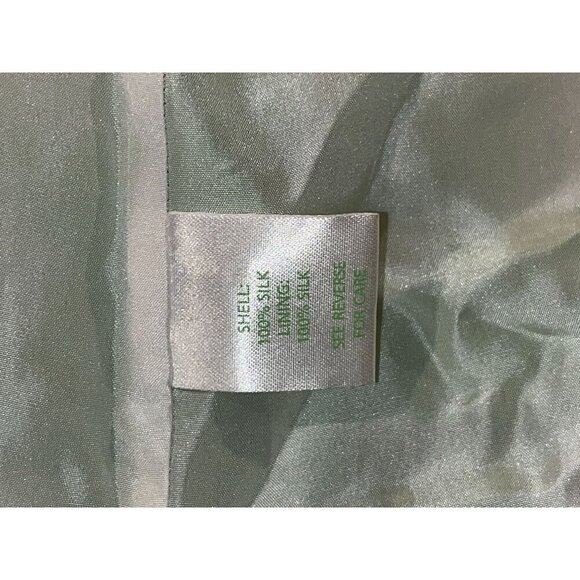 SHELL:
100% SILK
LINING:
100% SILK
SEE REVERSE
FOR CARE